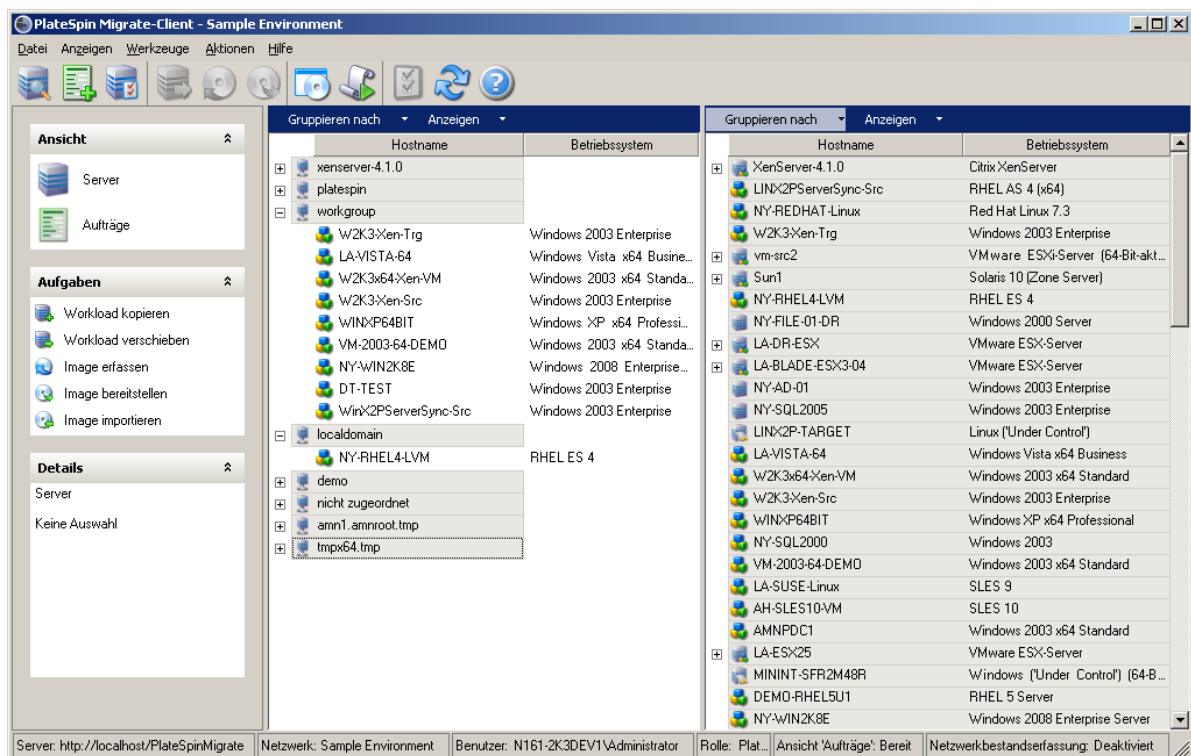 PlateSpin Migrate-Client - Sample Environment
Datei Anzeigen Werkzeuge Aktionen Hilfe
Ansicht
Server
Aufträge
Aufgaben
Workload kopieren
Workload verschieben
Image erfassen
Image bereitstellen
Image importieren
Details
Server
Keine Auswahl
Gruppieren nach Anzeigen
Hostname Betriebssystem
xenserver-4.1.0
platespin
workgroup
W2K3-Xen-Trg Windows 2003 Enterprise
LA-VISTA-64 Windows Vista x64 Busine...
W2K3x64-Xen-VM Windows 2003 x64 Standa...
W2K3-Xen-Src Windows 2003 Enterprise
WINXP64BIT Windows XP x64 Professi...
VM-2003-64-DEMO Windows 2003 x64 Standa...
NY-WIN2K8E Windows 2008 Enterprise...
DT-TEST Windows 2003 Enterprise
WinX2PServerSync-Src Windows 2003 Enterprise
localdomain
NY-RHEL4-LVM RHEL ES 4
demo
nicht zugeordnet
amn1.amnroot.tmp
tmpx64.tmp
Gruppieren nach Anzeigen
Hostname Betriebssystem
XenServer-4.1.0 Citrix XenServer
LINX2PServerSync-Src RHEL AS 4 (x64)
NY-REDHAT-Linux Red Hat Linux 7.3
W2K3-Xen-Trg Windows 2003 Enterprise
vm-src2 VMware ESXi-Server (64-Bit-akt...
Sun1 Solaris 10 (Zone Server)
NY-RHEL4-LVM RHEL ES 4
NY-FILE-01-DR Windows 2000 Server
LA-DR-ESX VMware ESX-Server
LA-BLADE-ESX3-04 VMware ESX-Server
NY-AD-01 Windows 2003 Enterprise
NY-SQL2005 Windows 2003 Enterprise
LINX2P-TARGET Linux ('Under Control')
LA-VISTA-64 Windows Vista x64 Business
W2K3x64-Xen-VM Windows 2003 x64 Standard
W2K3-Xen-Src Windows 2003 Enterprise
WINXP64BIT Windows XP x64 Professional
NY-SQL2000 Windows 2003
VM-2003-64-DEMO Windows 2003 x64 Standard
LA-SUSE-Linux SLES 9
AH-SLES10-VM SLES 10
AMNPDC1 Windows 2003 x64 Standard
LA-ESX25 VMware ESX-Server
MININT-SFR2M48R Windows ('Under Control') (64-B...
DEMO-RHEL5U1 RHEL 5 Server
NY-WIN2K8E Windows 2008 Enterprise Server
Server: http://localhost/PlateSpinMigrate Netzwerk: Sample Environment Benutzer: N161-2K3DEV1\Administrator Rolle: Plat... Ansicht 'Aufträge': Bereit Netzwerkbestandserfassung: Deaktiviert